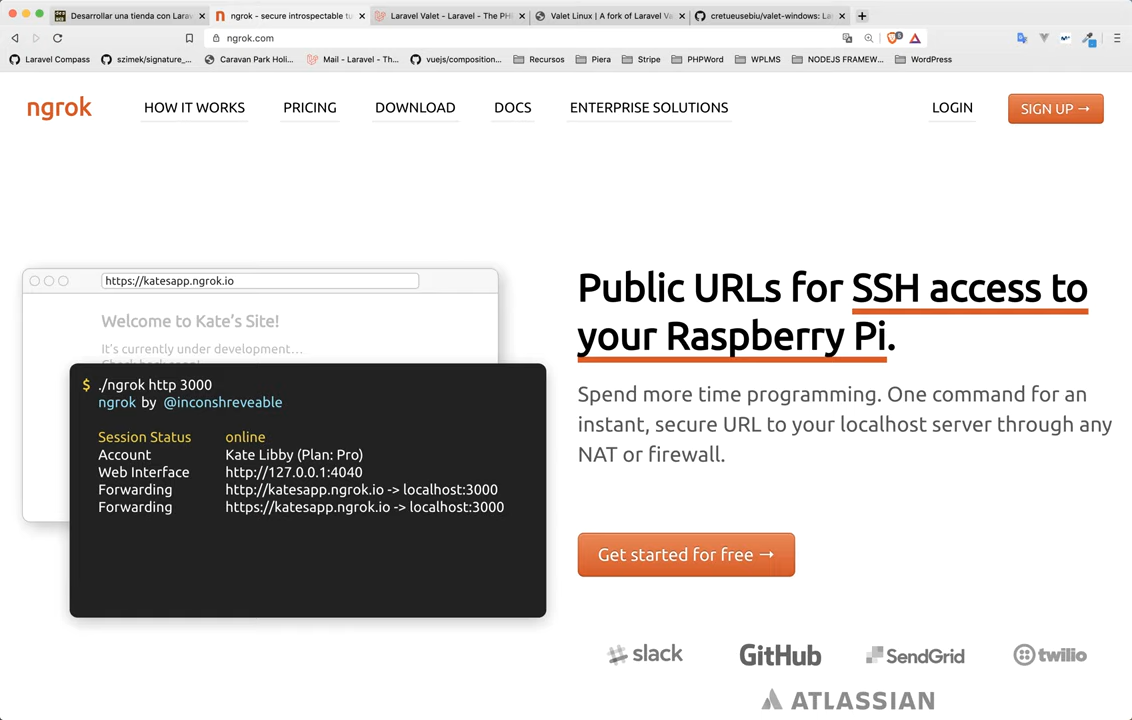 Desarrollar una tienda con Larav
ngrok - secure introspectable tu
Laravel Valet - Laravel - The PH
Valet Linux | A fork of Laravel Va
cretueusebiu/valet-windows: La
ngrok.com
Laravel Compass
szimek/signature_...
Caravan Park Holi...
Mail - Laravel - Th...
vuejs/composition...
Recursos
Piera
Stripe
PHPWord
WPLMS
NODEJS FRAMEW...
WordPress
ngrok
HOW IT WORKS
PRICING
DOWNLOAD
DOCS
ENTERPRISE SOLUTIONS
LOGIN
SIGN UP →
https://katesapp.ngrok.io
Welcome to Kate's Site!
It's currently under development...
$ ./ngrok http 3000
ngrok by @inconshreveable
Session Status online
Account Kate Libby (Plan: Pro)
Web Interface http://127.0.0.1:4040
Forwarding http://katesapp.ngrok.io -> localhost:3000
Forwarding https://katesapp.ngrok.io -> localhost:3000
Public URLs for SSH access to
your Raspberry Pi.
Spend more time programming. One command for an
instant, secure URL to your localhost server through any
NAT or firewall.
Get started for free →
slack
GitHub
SendGrid
twilio
ATLASSIAN